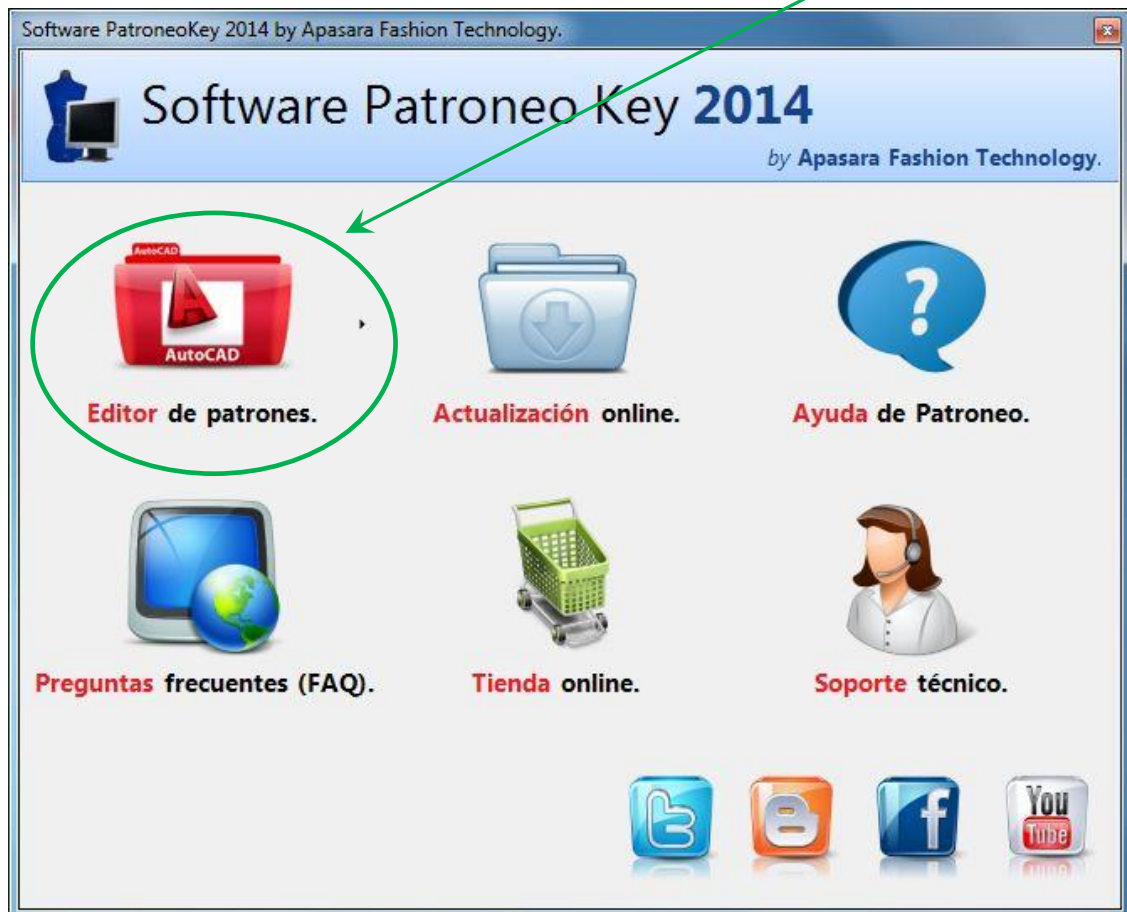 Software PatroneoKey 2014 by Apasara Fashion Technology.
Software Patroneo Key 2014
by Apasara Fashion Technology.
AutoCAD
A
AutoCAD
?
Editor de patrones.
Actualización online.
Ayuda de Patroneo.
Preguntas frecuentes (FAQ).
Tienda online.
Soporte técnico.
You
Tube